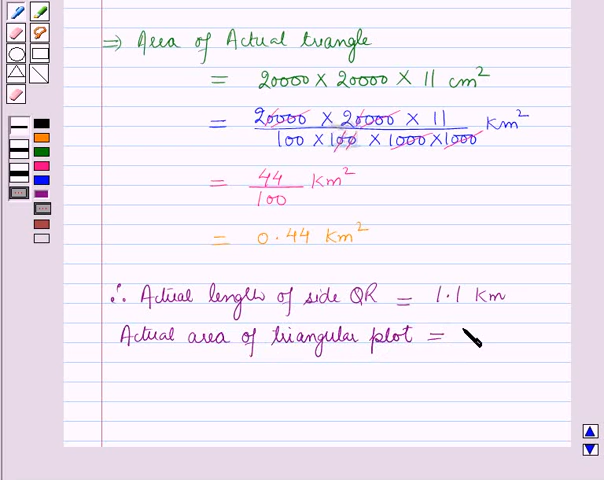 ⇒ Area of Actual triangle
= 20000 × 20000 × 11 cm²
= 20000 × 20000 × 11 / 100 × 100 × 1000 × 1000 Km²
= 44/100 Km²
= 0.44 Km²
∴ Actual length of side QR = 1.1 Km
Actual area of triangular plot =